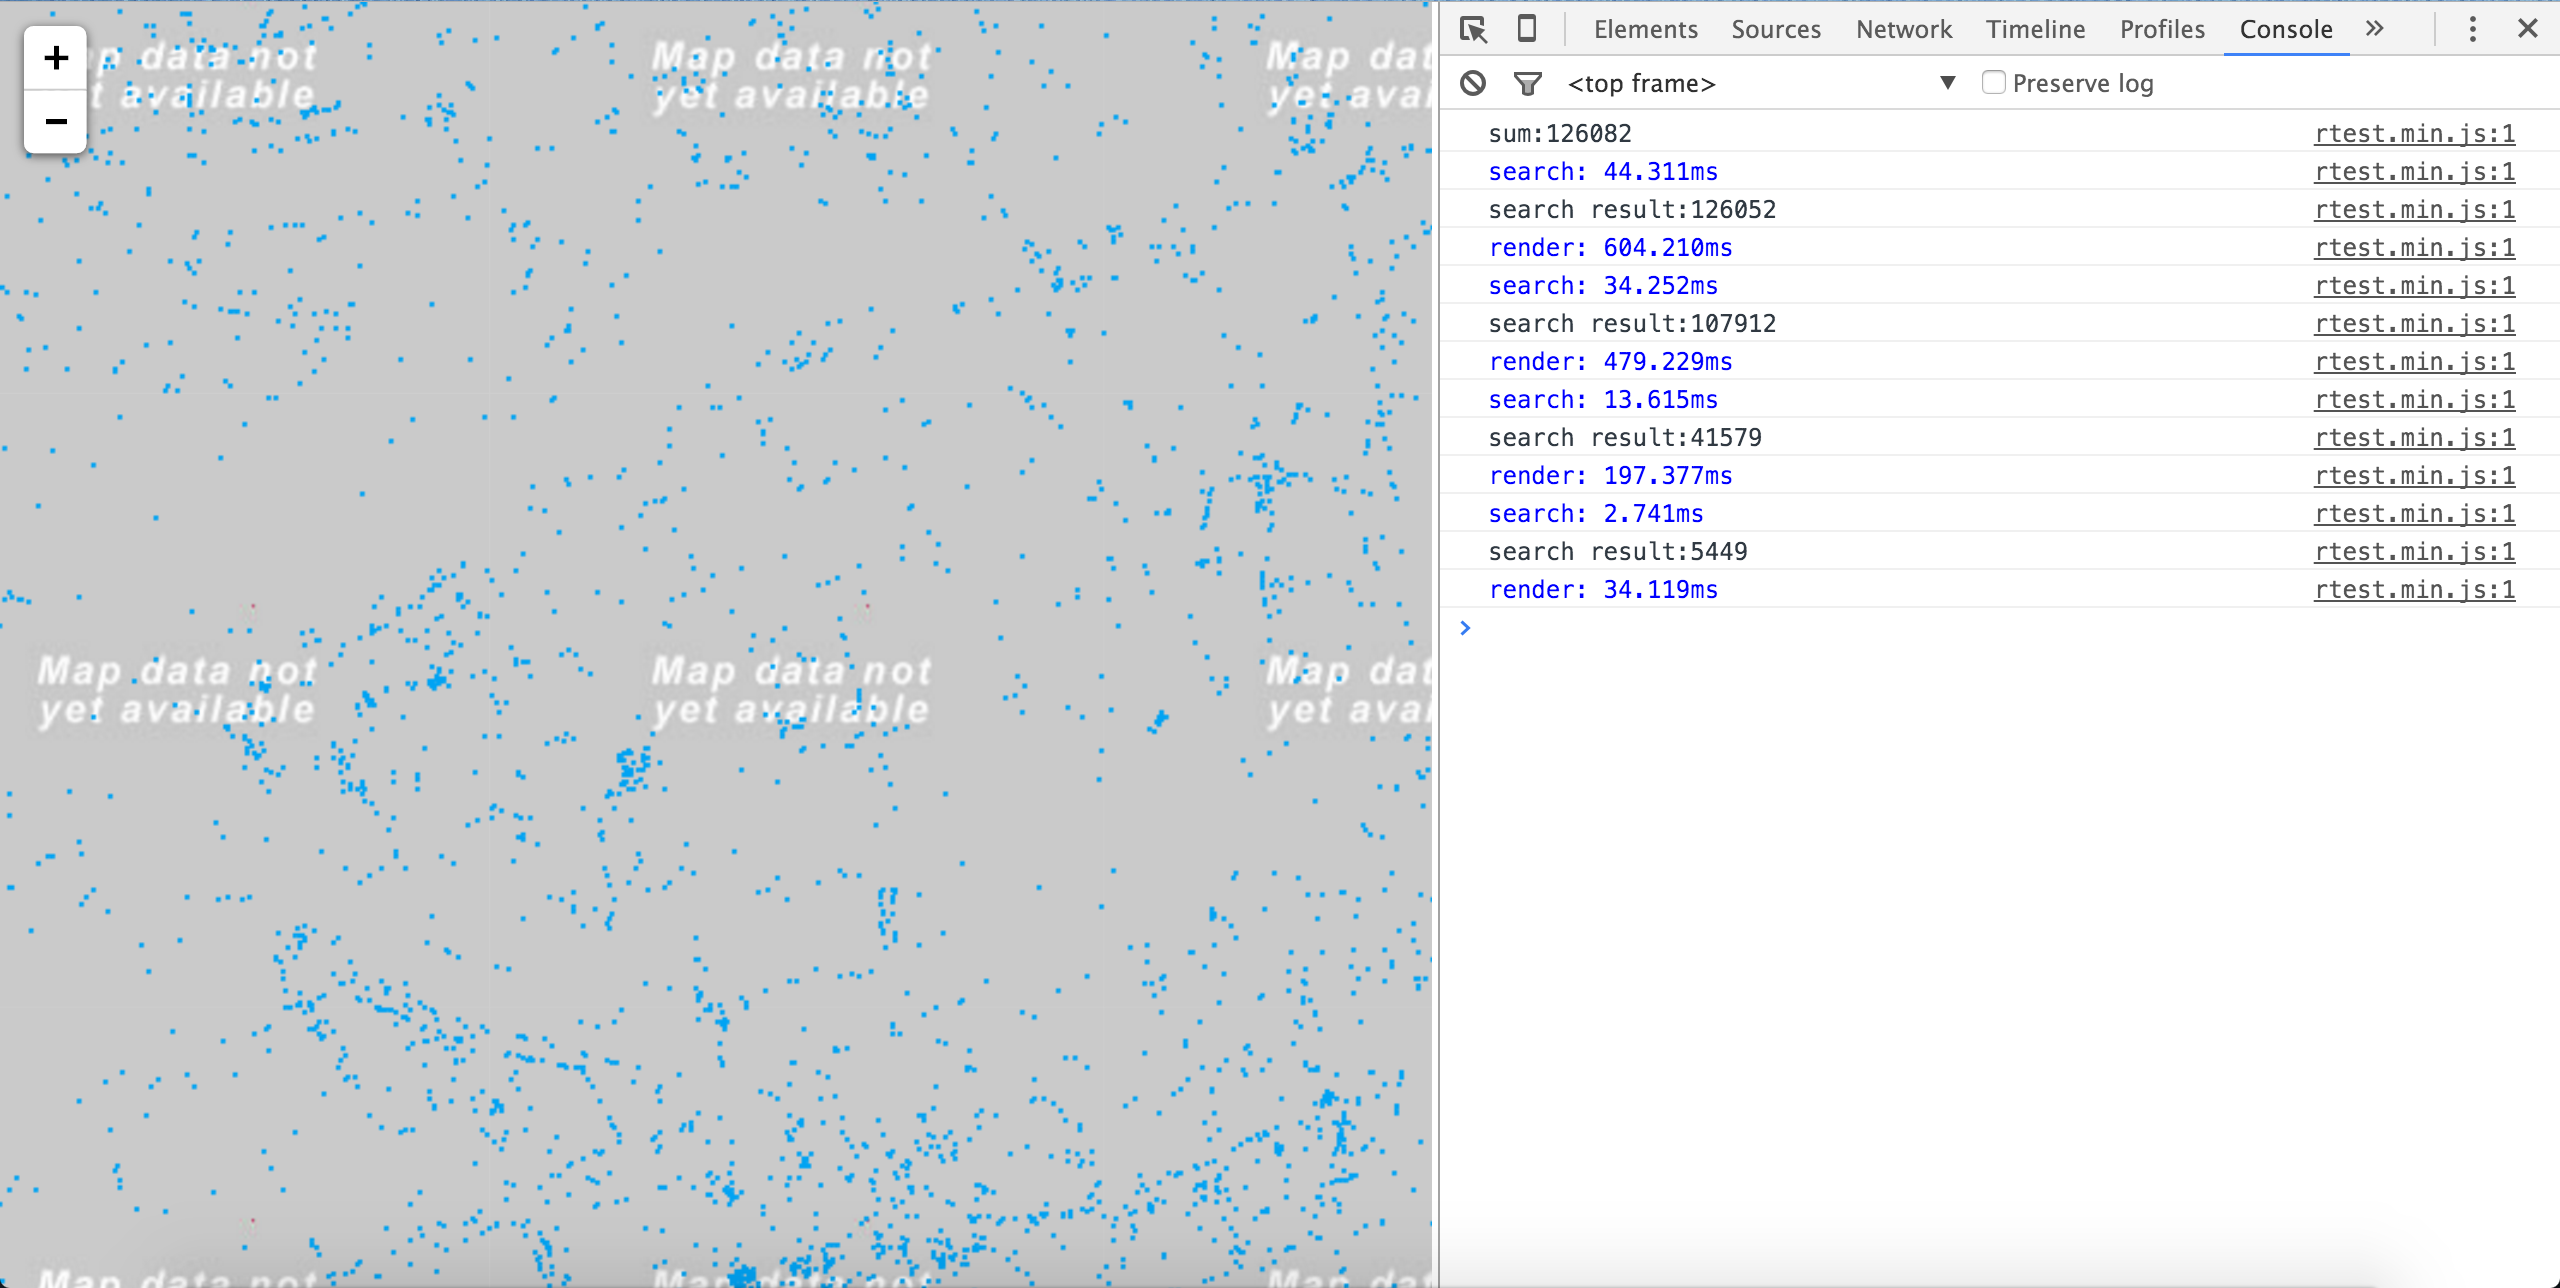 +
−
p data not
t available
Map data not
yet available
Map dat
yet avai
Map data not
yet available
Map data not
yet available
Map dat
yet avai
Map data not
Map data not
Map dat
Elements Sources Network Timeline Profiles Console »
<top frame> ▼ Preserve log
sum:126082 rtest.min.js:1
search: 44.311ms rtest.min.js:1
search result:126052 rtest.min.js:1
render: 604.210ms rtest.min.js:1
search: 34.252ms rtest.min.js:1
search result:107912 rtest.min.js:1
render: 479.229ms rtest.min.js:1
search: 13.615ms rtest.min.js:1
search result:41579 rtest.min.js:1
render: 197.377ms rtest.min.js:1
search: 2.741ms rtest.min.js:1
search result:5449 rtest.min.js:1
render: 34.119ms rtest.min.js:1
>